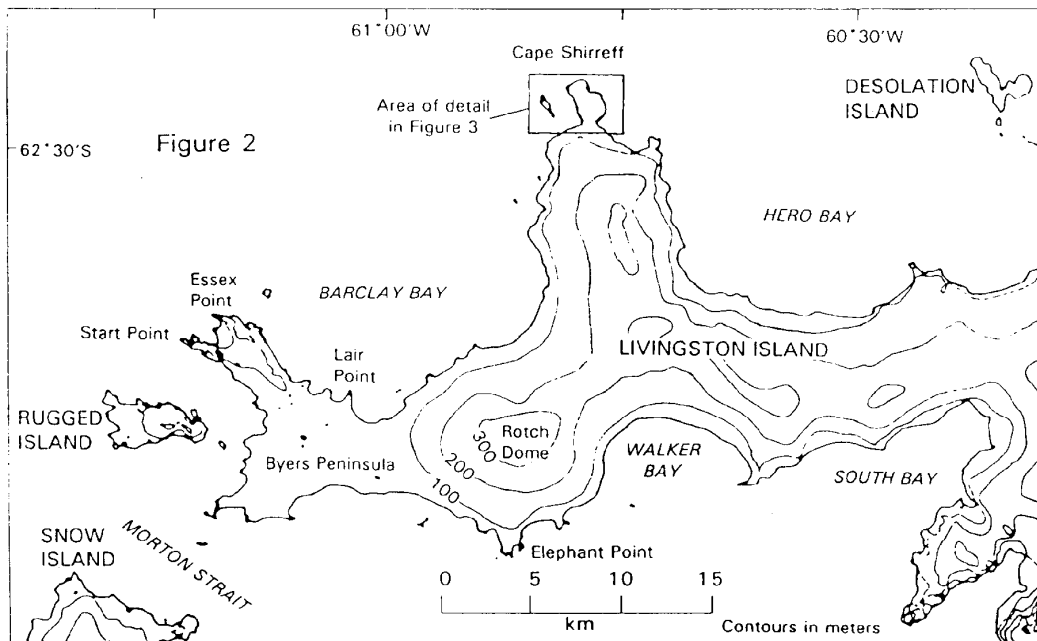 61°00'W
60°30'W
Cape Shirreff
DESOLATION
ISLAND
Area of detail
in Figure 3
Figure 2
62°30'S
HERO BAY
Essex
Point
BARCLAY BAY
Start Point
Lair
Point
LIVINGSTON ISLAND
RUGGED
ISLAND
Rotch
Dome
300
200
100
WALKER
BAY
Byers Peninsula
SOUTH BAY
SNOW
ISLAND
MORTON STRAIT
Elephant Point
0 5 10 15
km
Contours in meters